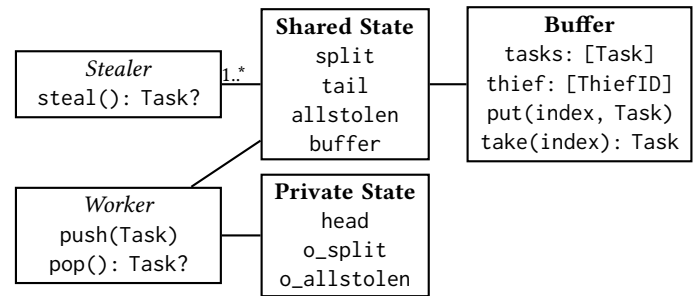 Stealer
steal(): Task?
1..*
Shared State
split
tail
allstolen
buffer
Buffer
tasks: [Task]
thief: [ThiefID]
put(index, Task)
take(index): Task
Worker
push(Task)
pop(): Task?
Private State
head
o_split
o_allstolen